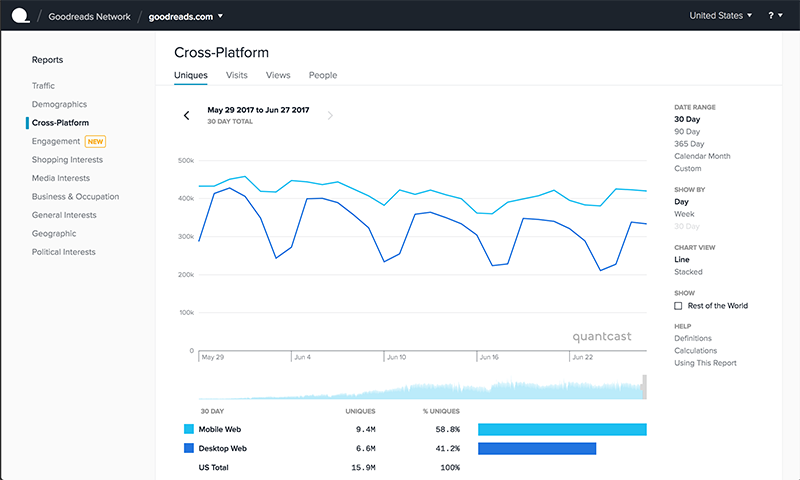 / Goodreads Network / goodreads.com United States ?
Reports
Traffic
Demographics
Cross-Platform
Engagement NEW
Shopping Interests
Media Interests
Business & Occupation
General Interests
Geographic
Political Interests
Cross-Platform
Uniques Visits Views People
May 29 2017 to Jun 27 2017
30 DAY TOTAL
500k
400k
300k
200k
100k
0
May 29 Jun 4 Jun 10 Jun 16 Jun 22
quantcast
30 DAY UNIQUES % UNIQUES
Mobile Web 9.4M 58.8%
Desktop Web 6.6M 41.2%
US Total 15.9M 100%
DATE RANGE
30 Day
90 Day
365 Day
Calendar Month
Custom
SHOW BY
Day
Week
30 Day
CHART VIEW
Line
Stacked
SHOW
Rest of the World
HELP
Definitions
Calculations
Using This Report